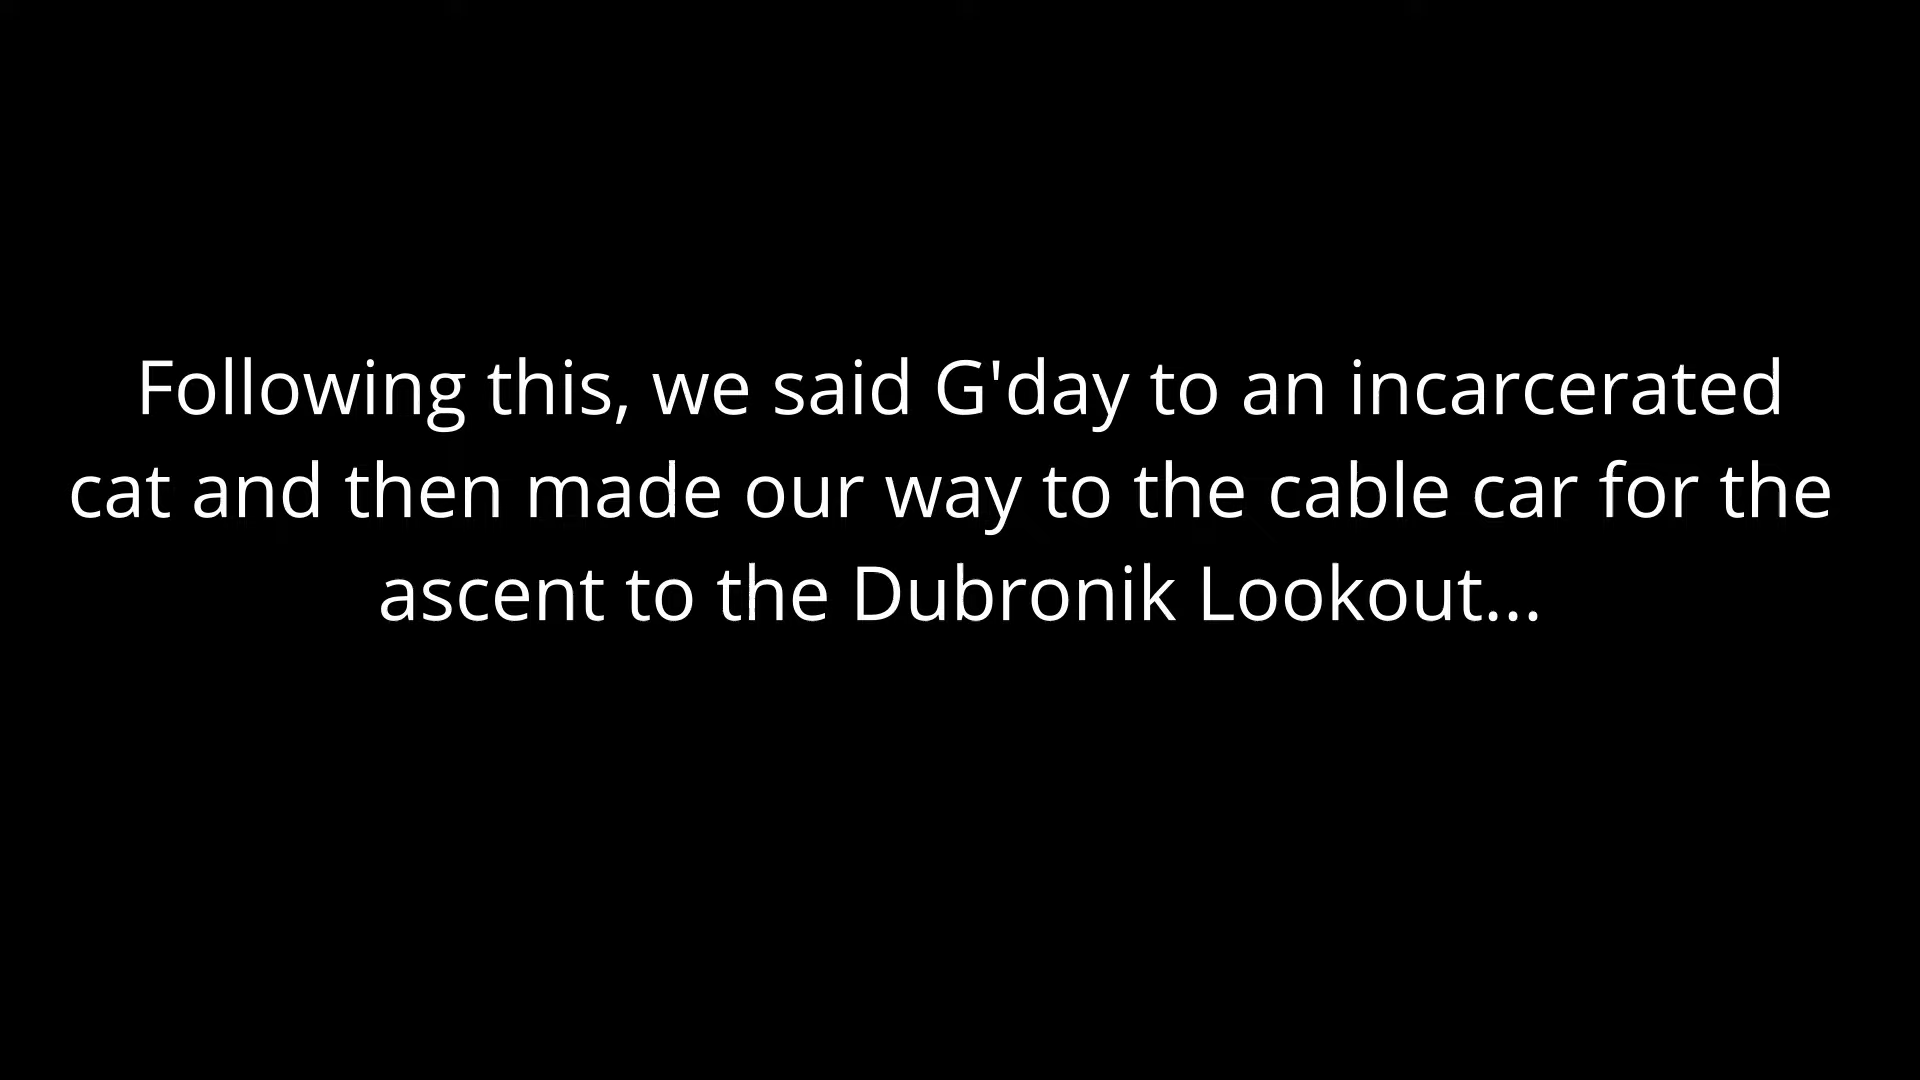 Following this, we said G'day to an incarcerated
cat and then made our way to the cable car for the
ascent to the Dubronik Lookout...